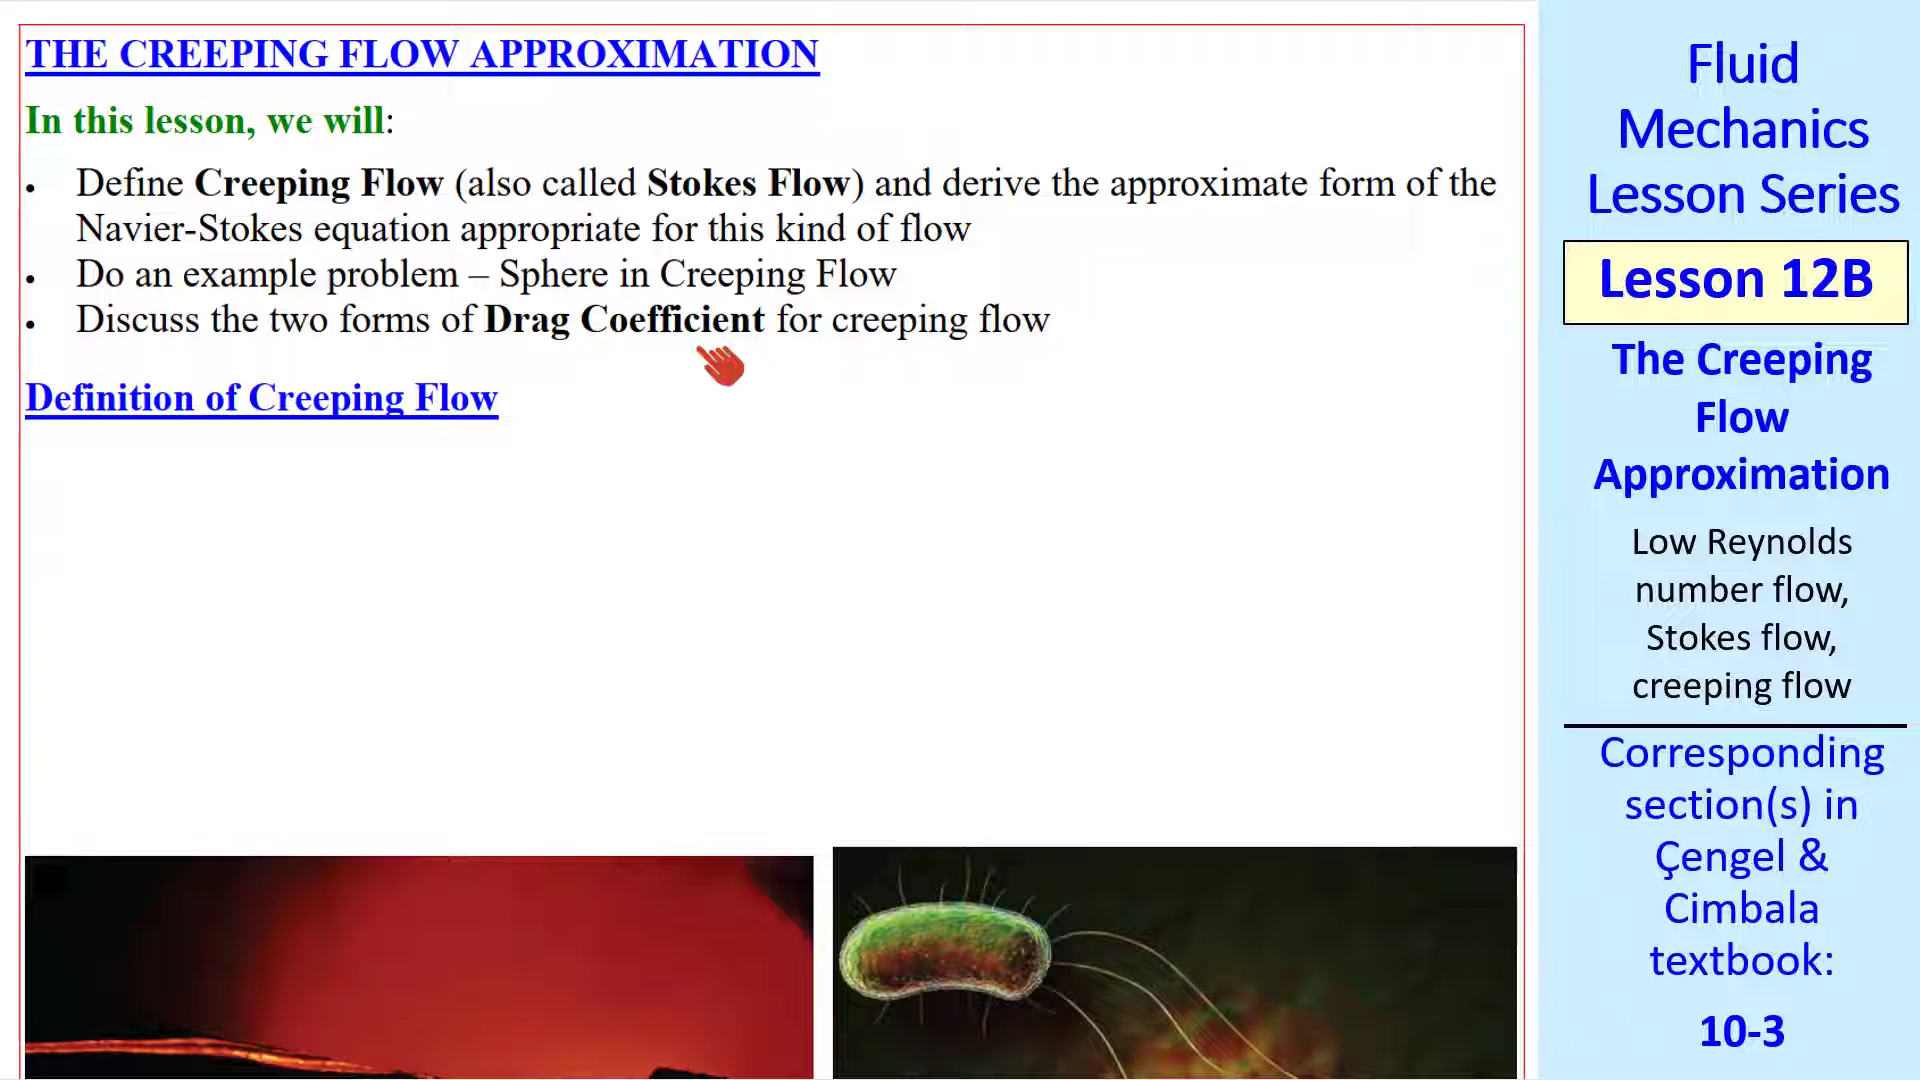 THE CREEPING FLOW APPROXIMATION
In this lesson, we will:
• Define Creeping Flow (also called Stokes Flow) and derive the approximate form of the
Navier-Stokes equation appropriate for this kind of flow
• Do an example problem – Sphere in Creeping Flow
• Discuss the two forms of Drag Coefficient for creeping flow
Definition of Creeping Flow
Fluid
Mechanics
Lesson Series
Lesson 12B
The Creeping
Flow
Approximation
Low Reynolds
number flow,
Stokes flow,
creeping flow
Corresponding
section(s) in
Çengel &
Cimbala
textbook:
10-3